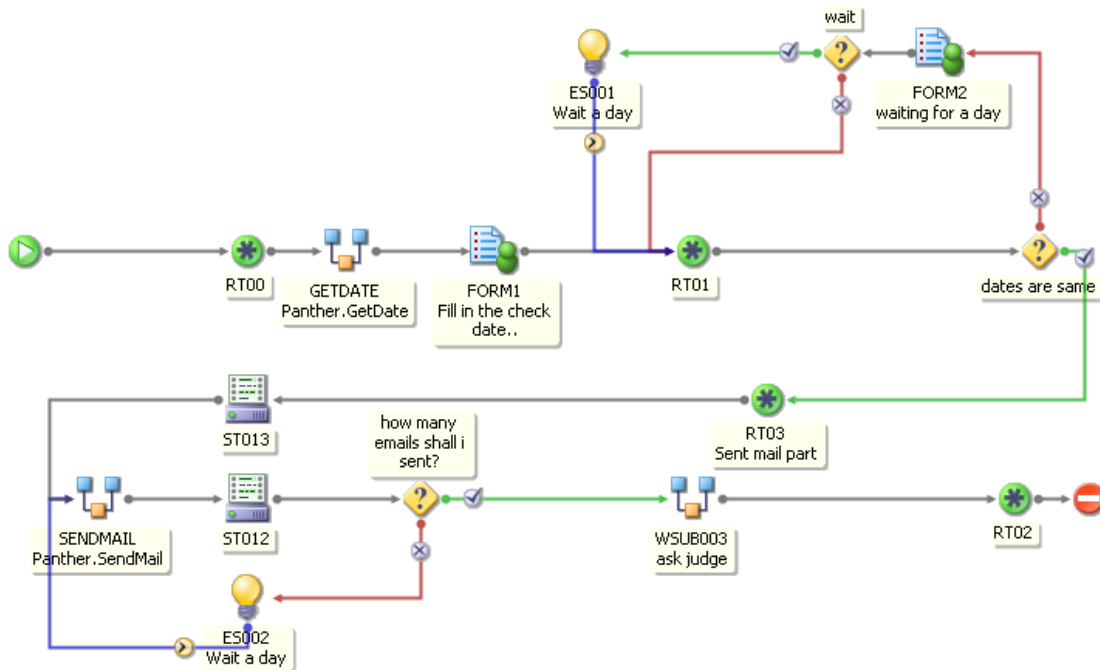 wait
ES001
Wait a day
FORM2
waiting for a day
RT00
GETDATE
Panther.GetDate
FORM1
Fill in the check
date..
RT01
dates are same
ST013
how many
emails shall i
sent?
RT03
Sent mail part
SENDMAIL
Panther.SendMail
ST012
WSUB003
ask judge
RT02
ES002
Wait a day